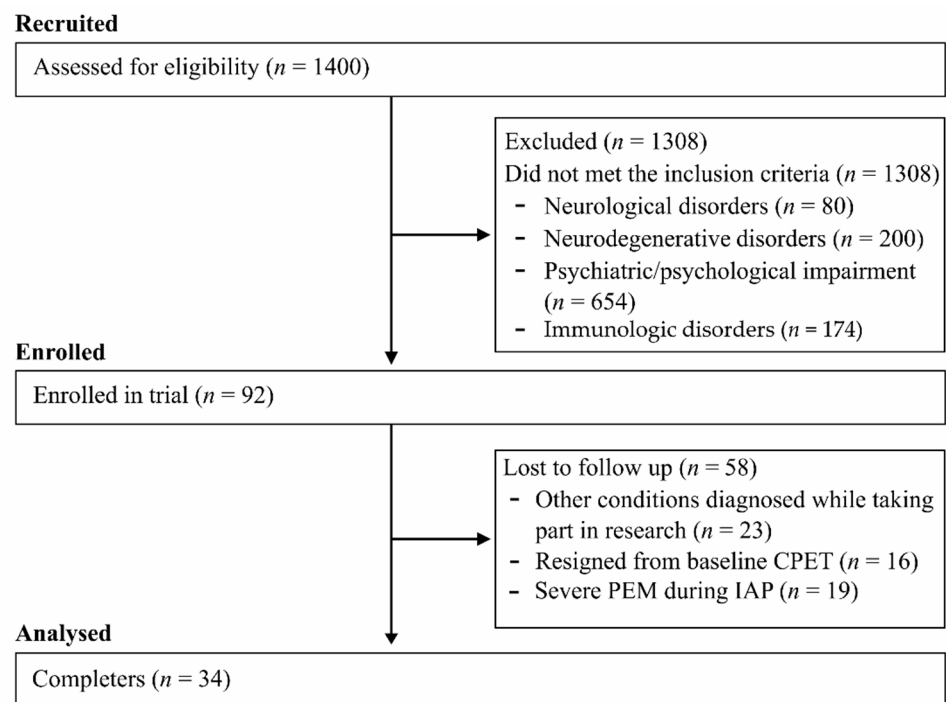 Recruited
Assessed for eligibility (n = 1400)
Excluded (n = 1308)
Did not met the inclusion criteria (n = 1308)
- Neurological disorders (n = 80)
- Neurodegenerative disorders (n = 200)
- Psychiatric/psychological impairment
(n = 654)
- Immunologic disorders (n = 174)
Enrolled
Enrolled in trial (n = 92)
Lost to follow up (n = 58)
- Other conditions diagnosed while taking
part in research (n = 23)
- Resigned from baseline CPET (n = 16)
- Severe PEM during IAP (n = 19)
Analysed
Completers (n = 34)